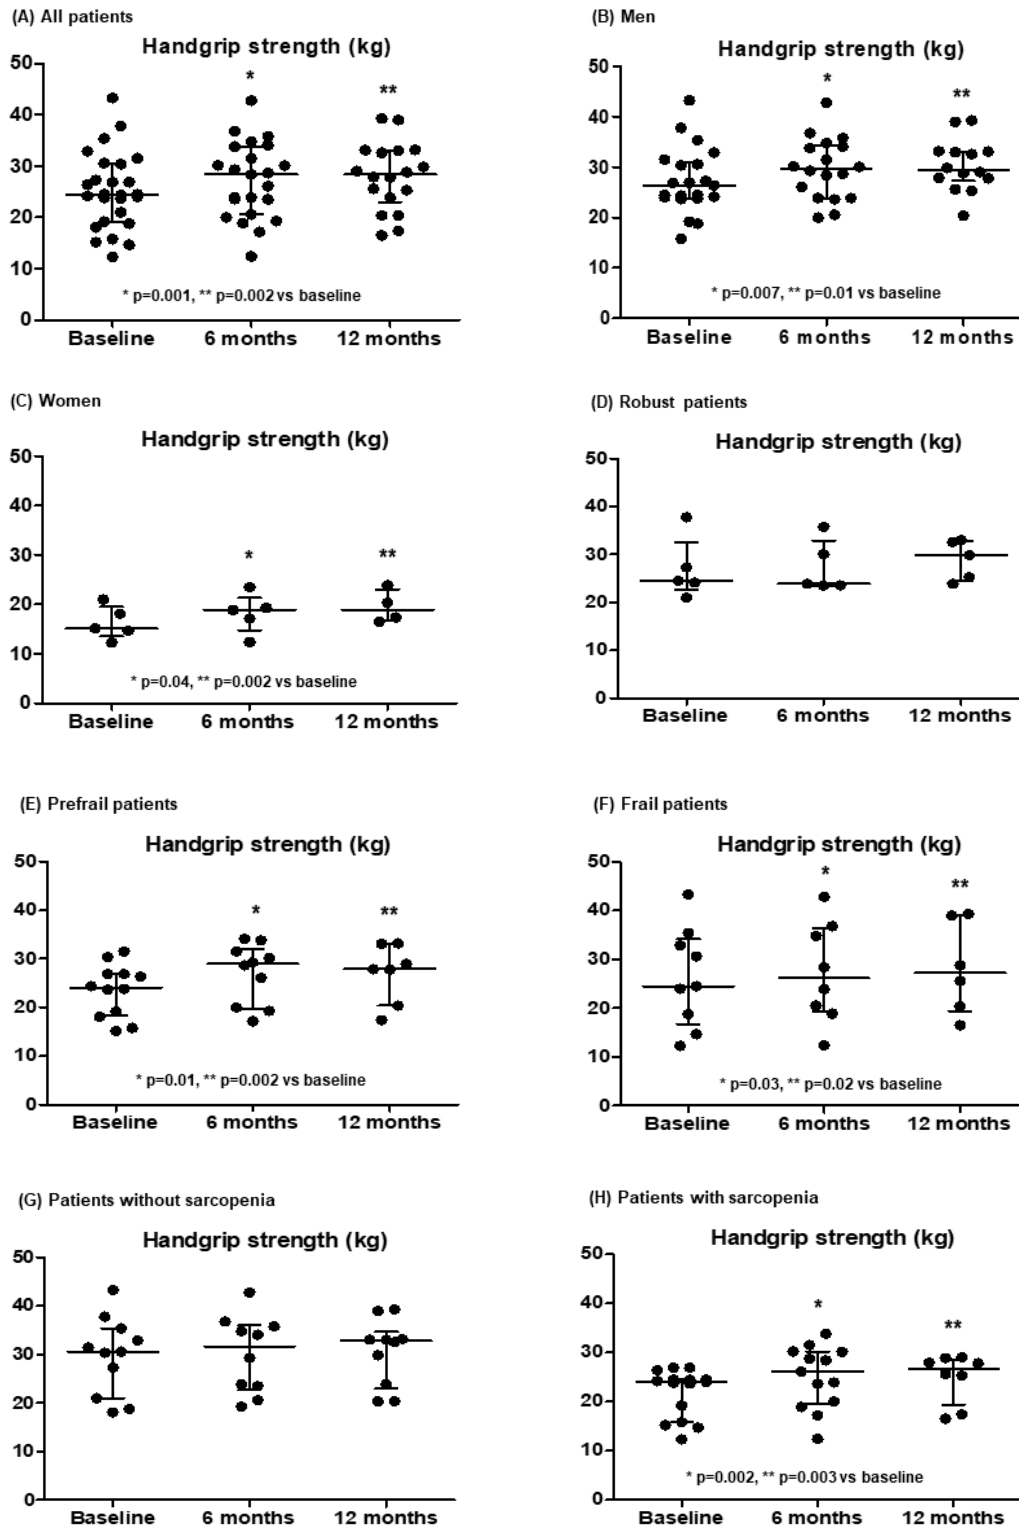 (A) All patients
Handgrip strength (kg)
50
40
30
20
10
0
*
**
* p=0.001, ** p=0.002 vs baseline
Baseline 6 months 12 months
(B) Men
Handgrip strength (kg)
50
40
30
20
10
0
*
**
* p=0.007, ** p=0.01 vs baseline
Baseline 6 months 12 months
(C) Women
Handgrip strength (kg)
50
40
30
20
10
0
*
**
* p=0.04, ** p=0.002 vs baseline
Baseline 6 months 12 months
(D) Robust patients
Handgrip strength (kg)
50
40
30
20
10
0
Baseline 6 months 12 months
(E) Prefrail patients
Handgrip strength (kg)
50
40
30
20
10
0
*
**
* p=0.01, ** p=0.002 vs baseline
Baseline 6 months 12 months
(F) Frail patients
Handgrip strength (kg)
50
40
30
20
10
0
*
**
* p=0.03, ** p=0.02 vs baseline
Baseline 6 months 12 months
(G) Patients without sarcopenia
Handgrip strength (kg)
50
40
30
20
10
0
Baseline 6 months 12 months
(H) Patients with sarcopenia
Handgrip strength (kg)
50
40
30
20
10
0
*
**
* p=0.002, ** p=0.003 vs baseline
Baseline 6 months 12 months